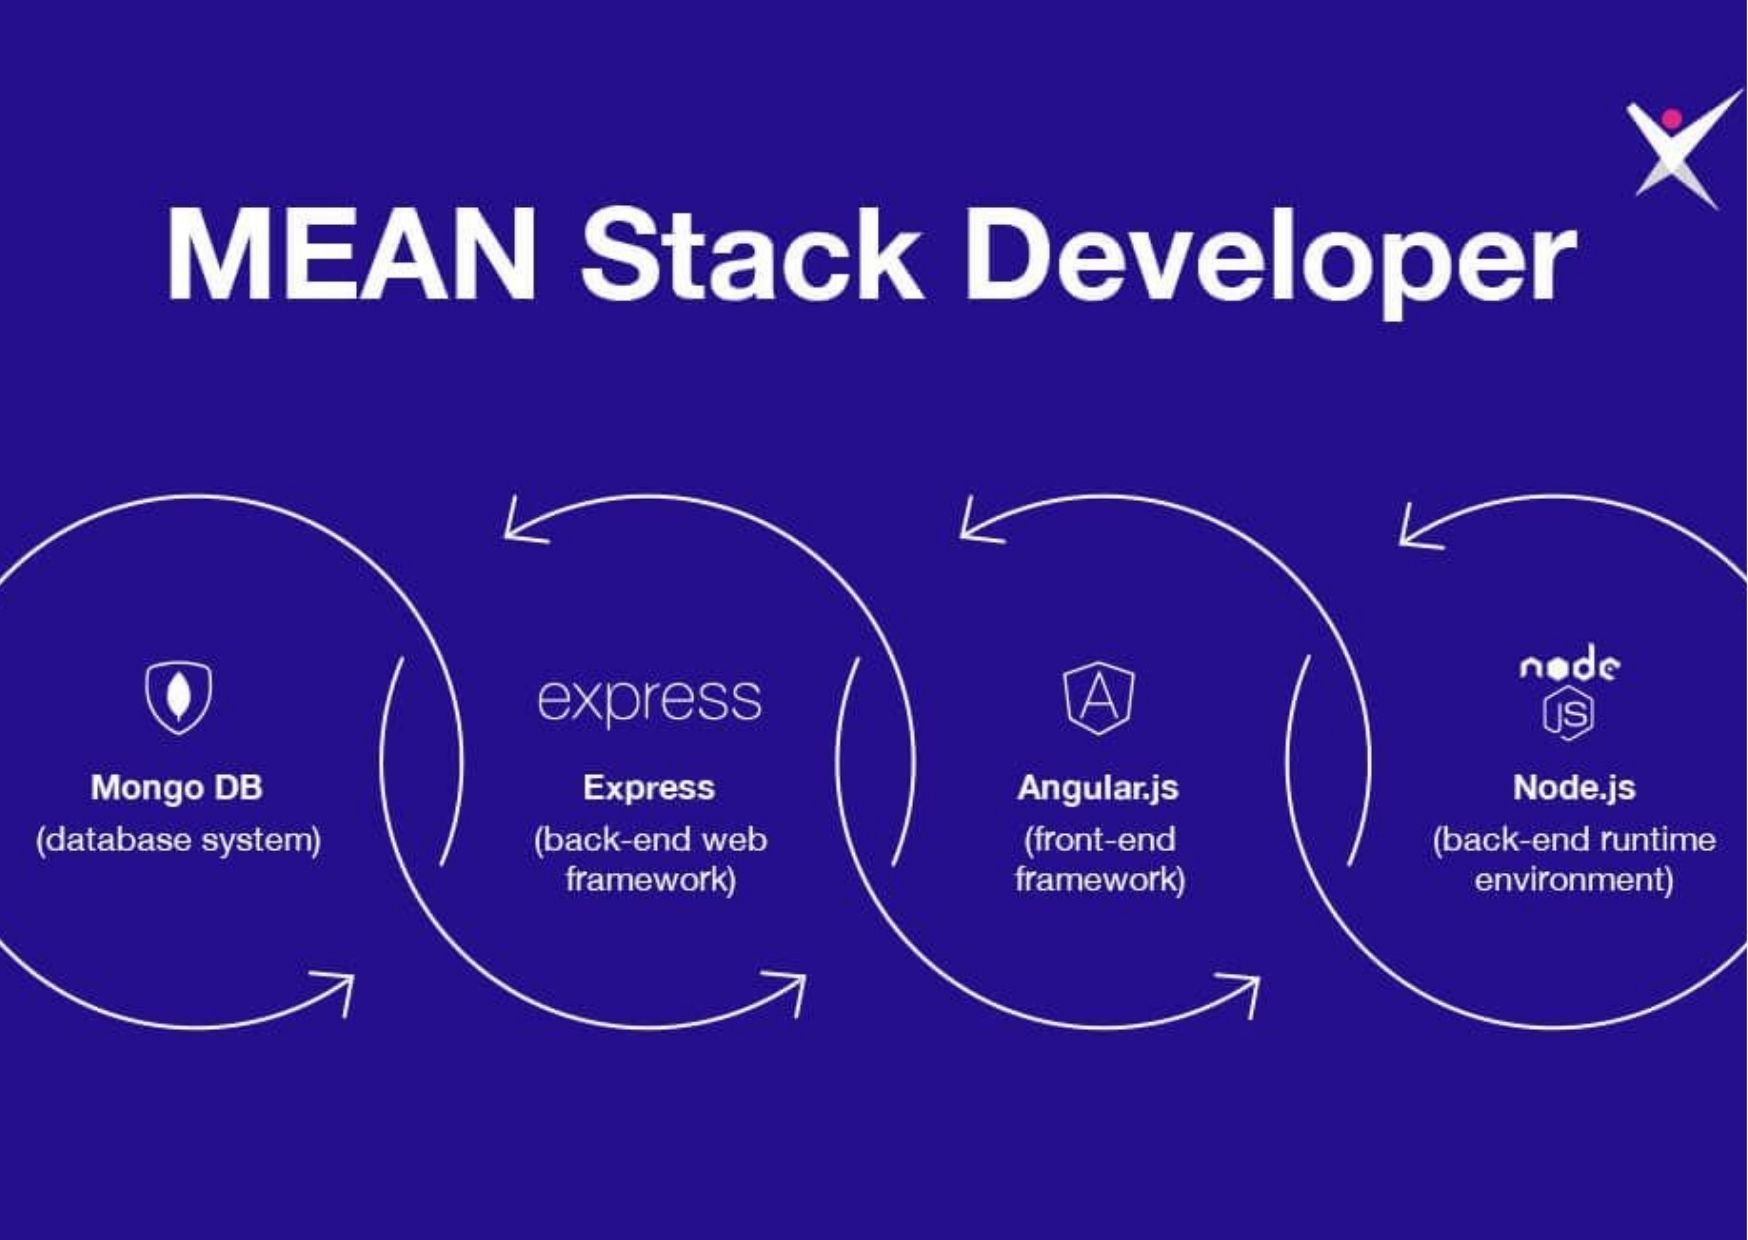 MEAN Stack Developer
express
node
JS
Mongo DB
(database system)
Express
(back-end web
framework)
A
Angular.js
(front-end
framework)
Node.js
(back-end runtime
environment)